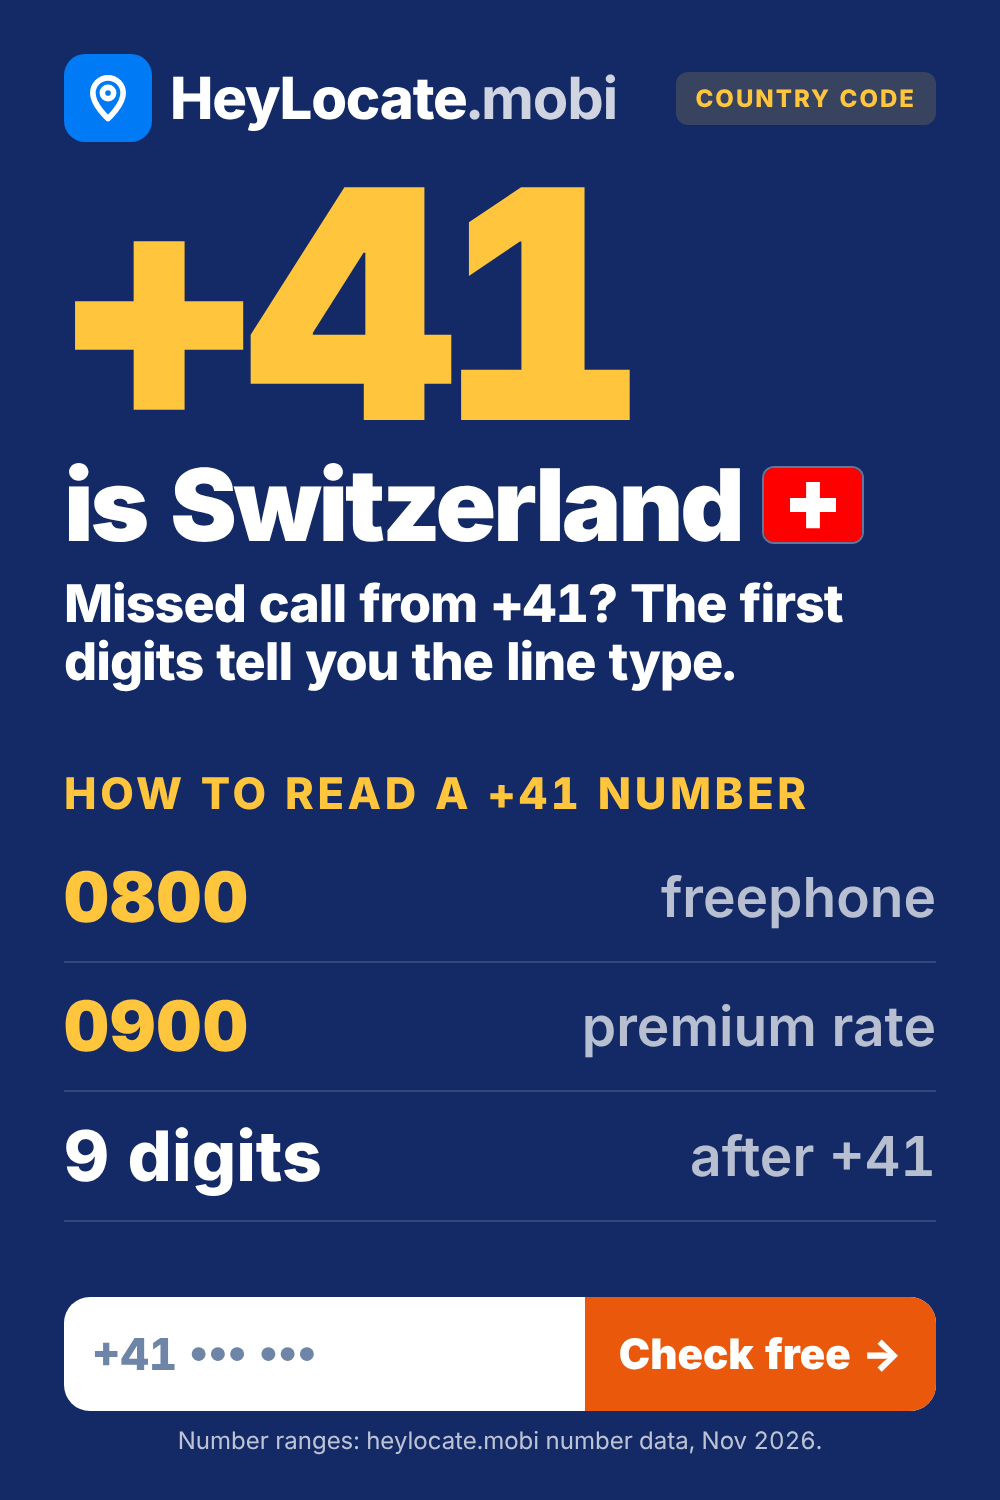 HeyLocate.mobi
COUNTRY CODE
+41
is Switzerland
Missed call from +41? The first
digits tell you the line type.
HOW TO READ A +41 NUMBER
0800 freephone
0900 premium rate
9 digits after +41
+41 ••• •••
Check free →
Number ranges: heylocate.mobi number data, Nov 2026.